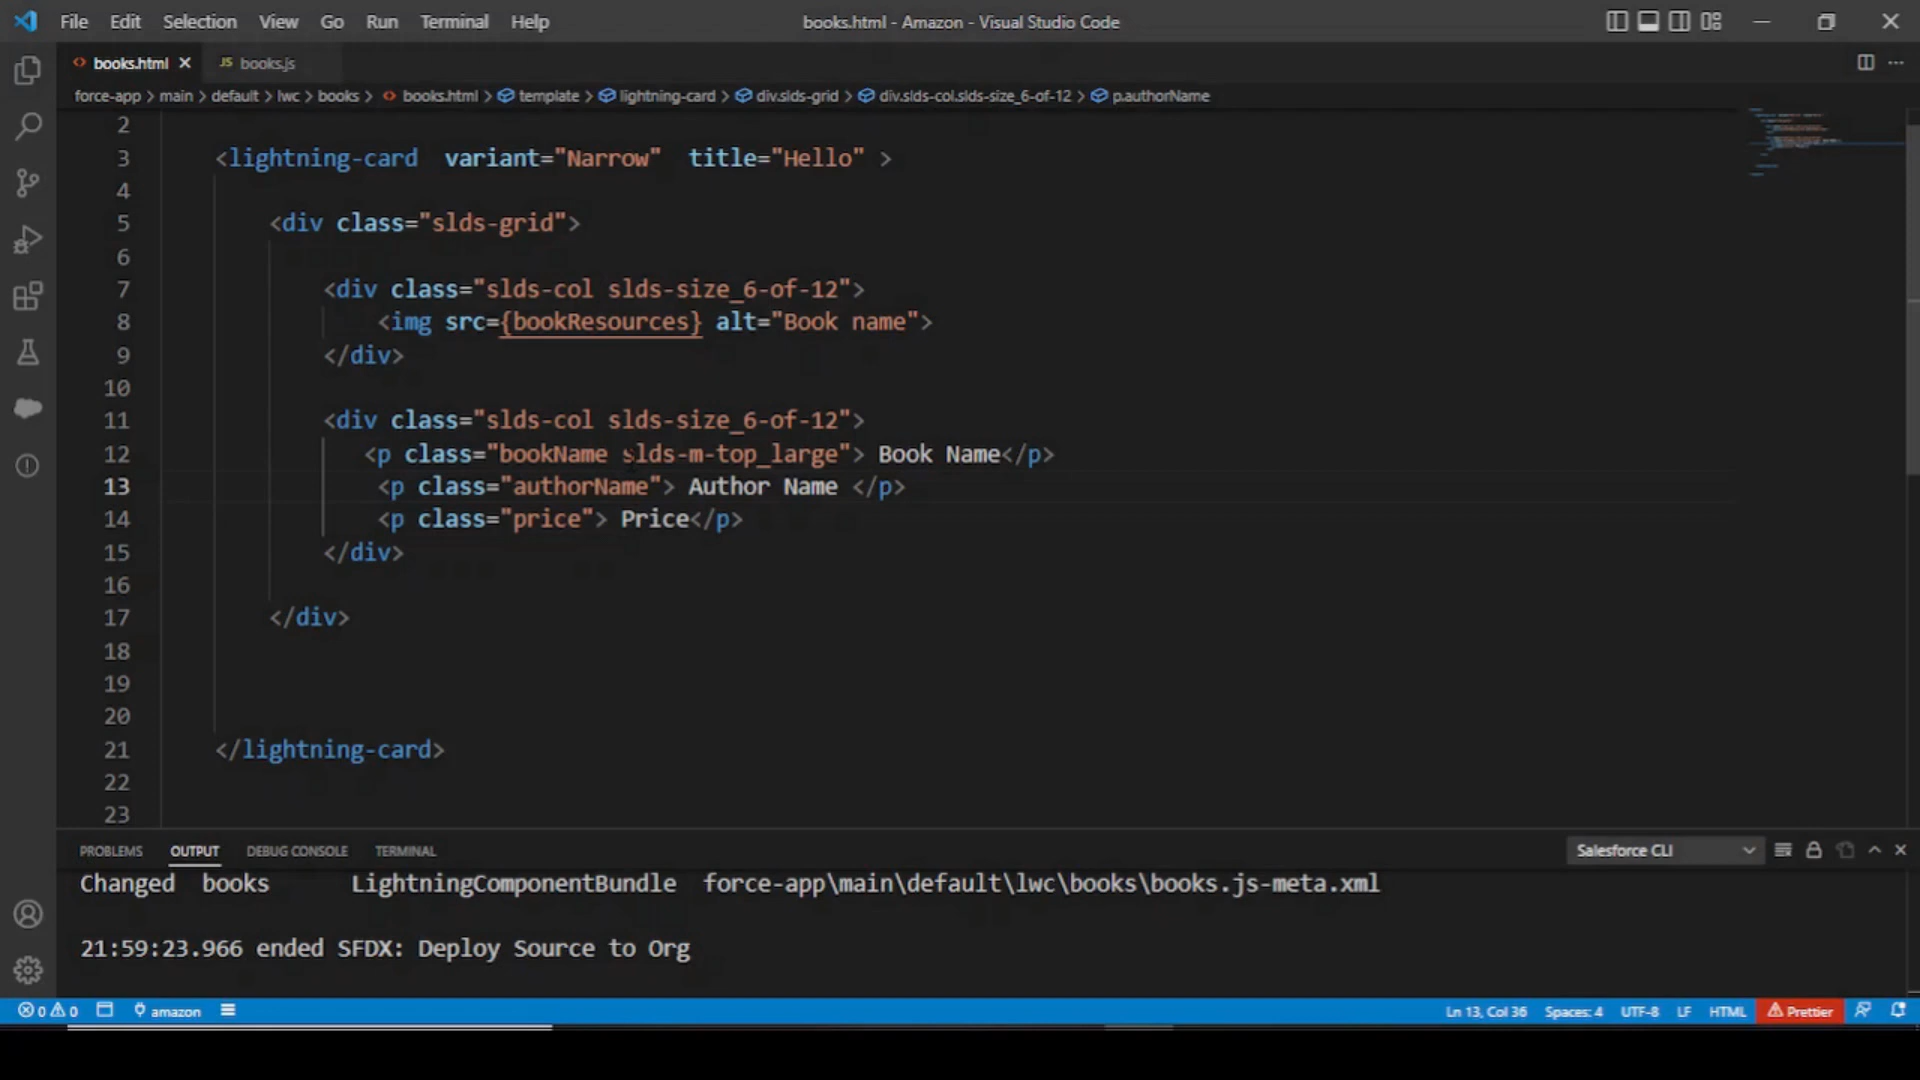 File Edit Selection View Go Run Terminal Help books.html - Amazon - Visual Studio Code
<> books.html × JS books.js
force-app > main > default > lwc > books > <> books.html > template > lightning-card > div.slds-grid > div.slds-col.slds-size_6-of-12 > p.authorName
2
3 <lightning-card variant="Narrow" title="Hello" >
4
5 <div class="slds-grid">
6
7 <div class="slds-col slds-size_6-of-12">
8 <img src={bookResources} alt="Book name">
9 </div>
10
11 <div class="slds-col slds-size_6-of-12">
12 <p class="bookName slds-m-top_large"> Book Name</p>
13 <p class="authorName"> Author Name </p>
14 <p class="price"> Price</p>
15 </div>
16
17 </div>
18
19
20
21 </lightning-card>
22
23
PROBLEMS OUTPUT DEBUG CONSOLE TERMINAL Salesforce CLI
Changed books LightningComponentBundle force-app\main\default\lwc\books\books.js-meta.xml
21:59:23.966 ended SFDX: Deploy Source to Org
0 0 amazon Ln 13, Col 36 Spaces: 4 UTF-8 LF HTML Prettier